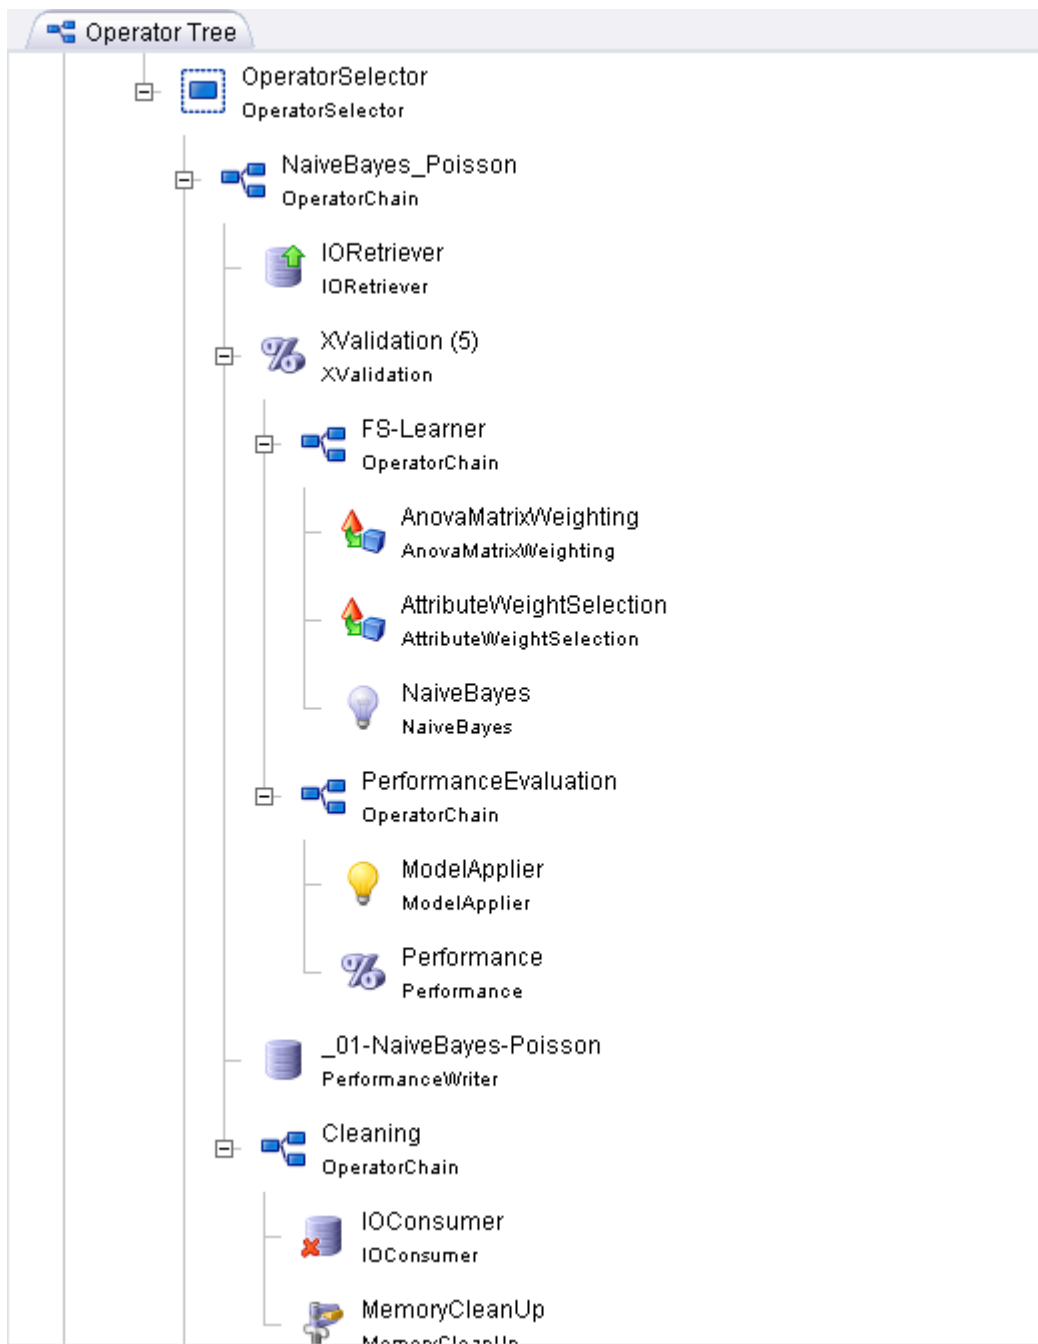 Operator Tree
OperatorSelector
OperatorSelector
NaiveBayes_Poisson
OperatorChain
IORetriever
IORetriever
XValidation (5)
XValidation
FS-Learner
OperatorChain
AnovaMatrixWeighting
AnovaMatrixWeighting
AttributeWeightSelection
AttributeWeightSelection
NaiveBayes
NaiveBayes
PerformanceEvaluation
OperatorChain
ModelApplier
ModelApplier
Performance
Performance
_01-NaiveBayes-Poisson
PerformanceWriter
Cleaning
OperatorChain
IOConsumer
IOConsumer
MemoryCleanUp
MemoryCleanUp